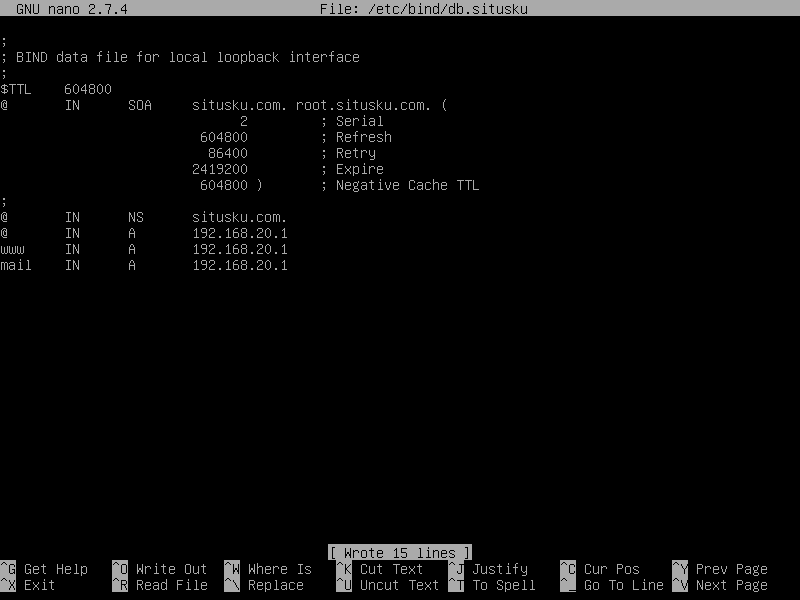 GNU nano 2.7.4 File: /etc/bind/db.situsku
;
; BIND data file for local loopback interface
;
$TTL 604800
@ IN SOA situsku.com. root.situsku.com. (
2 ; Serial
604800 ; Refresh
86400 ; Retry
2419200 ; Expire
604800 ) ; Negative Cache TTL
;
@ IN NS situsku.com.
@ IN A 192.168.20.1
www IN A 192.168.20.1
mail IN A 192.168.20.1
[ Wrote 15 lines ]
^G Get Help ^O Write Out ^W Where Is ^K Cut Text ^J Justify ^C Cur Pos ^Y Prev Page
^X Exit ^R Read File ^\ Replace ^U Uncut Text ^T To Spell ^_ Go To Line ^V Next Page